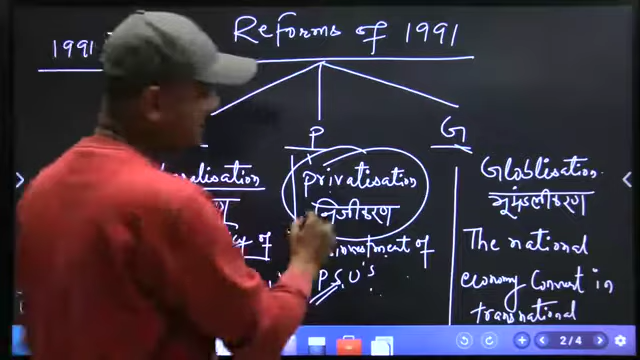 1991
Reforms of 1991
P
G
Privatisation
निजीकरण
Globlisation
भूमंडलीकरण
of
of
PSU's
The national
economy Convert in
transnational
2/4